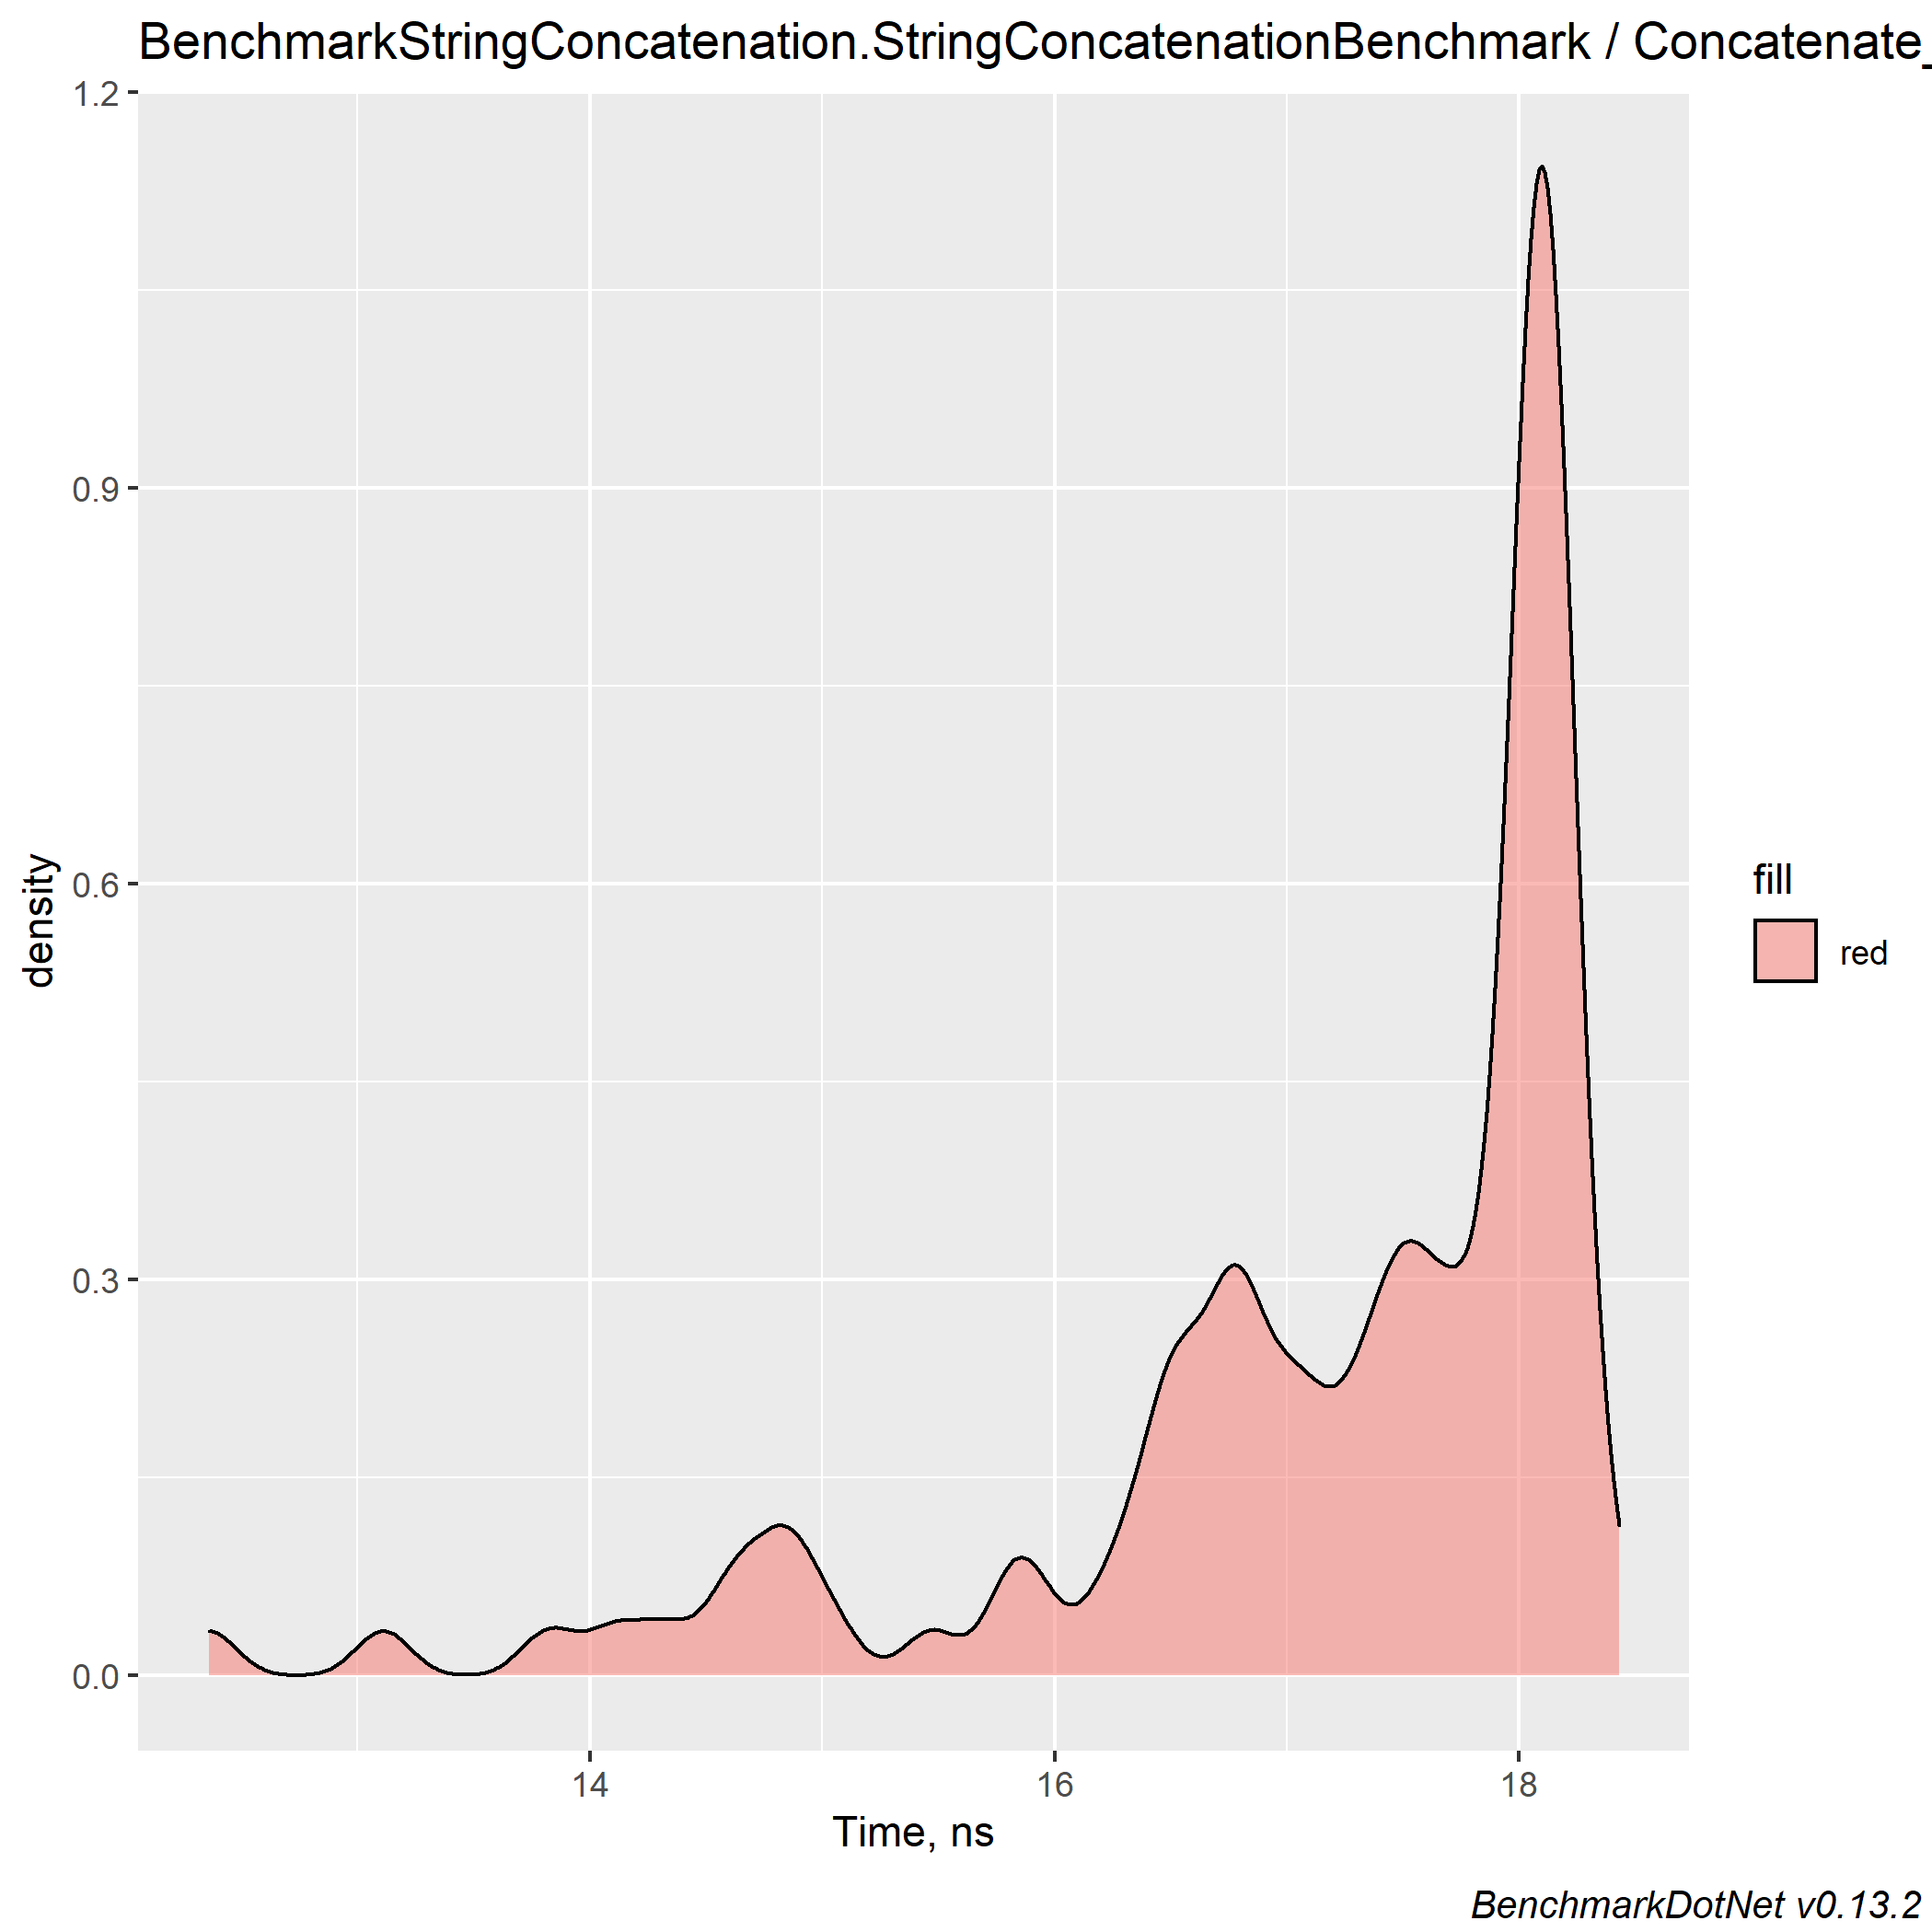 BenchmarkStringConcatenation.StringConcatenationBenchmark / Concatenate_
1.2
0.9
0.6
0.3
0.0
density
14 16 18
Time, ns
fill
red
BenchmarkDotNet v0.13.2